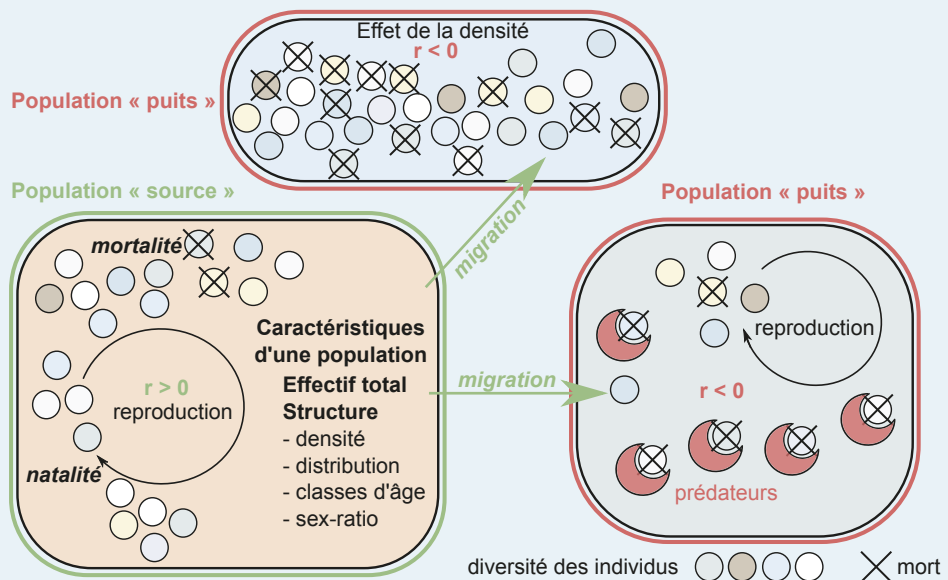 Effet de la densité
r < 0
Population « puits »
Population « source »
Population « puits »
mortalité
migration
Caractéristiques
d'une population
Effectif total
Structure
- densité
- distribution
- classes d'âge
- sex-ratio
r > 0
reproduction
natalité
migration
reproduction
r < 0
prédateurs
diversité des individus
mort